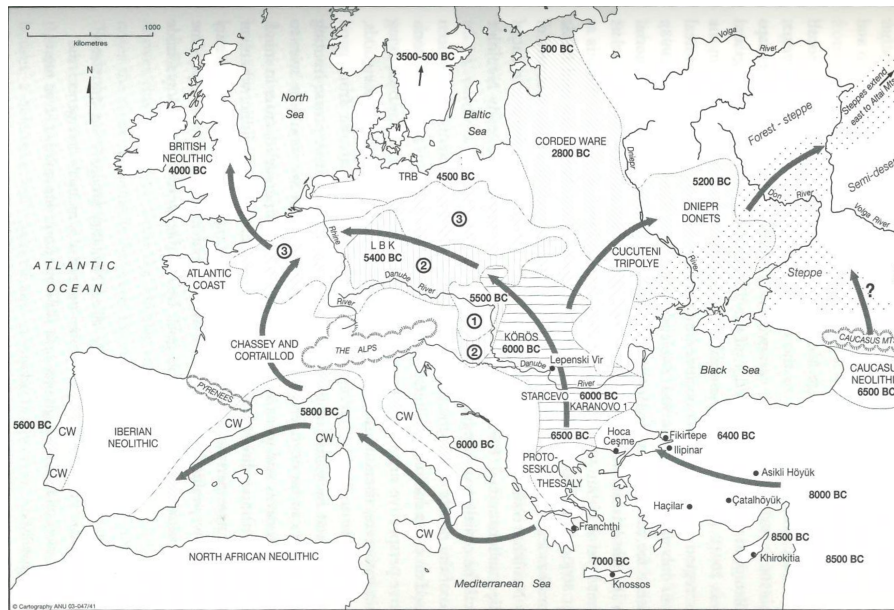 0 1000
kilometres
N
3500-500 BC
500 BC
Volga
River
Steppes extend
east to Altai Mts
North
Sea
Baltic
Sea
Forest - steppe
BRITISH
NEOLITHIC
4000 BC
CORDED WARE
2800 BC
Dniepr
TRB
4500 BC
5200 BC
Semi-desert
Don River
DNIEPR
DONETS
3
Rhine
LBK
5400 BC
3
2
CUCUTENI
TRIPOLYE
Volga River
ATLANTIC
OCEAN
ATLANTIC
COAST
Danube
River
River
River
Steppe
5500 BC
?
1
CHASSEY AND
CORTAILLOD
THE ALPS
KÖRÖS
6000 BC
2
Lepenski Vir
Danube
River
Black Sea
CAUCASUS MTS
CAUCASUS
NEOLITHIC
6500 BC
PYRENEES
STARCEVO
6000 BC
KARANOVO 1
5600 BC
CW
IBERIAN
NEOLITHIC
CW
5800 BC
CW
CW
6000 BC
6500 BC
Hoca
Ceşme
Fikirtepe
6400 BC
Ilipinar
CW
PROTO-
SESKLO
THESSALY
Asikli Höyük
8000 BC
Haçilar
Çatalhöyük
Franchthi
CW
NORTH AFRICAN NEOLITHIC
8500 BC
Khirokitia
8500 BC
7000 BC
Knossos
Mediterranean Sea
© Cartography ANU 03-047/41